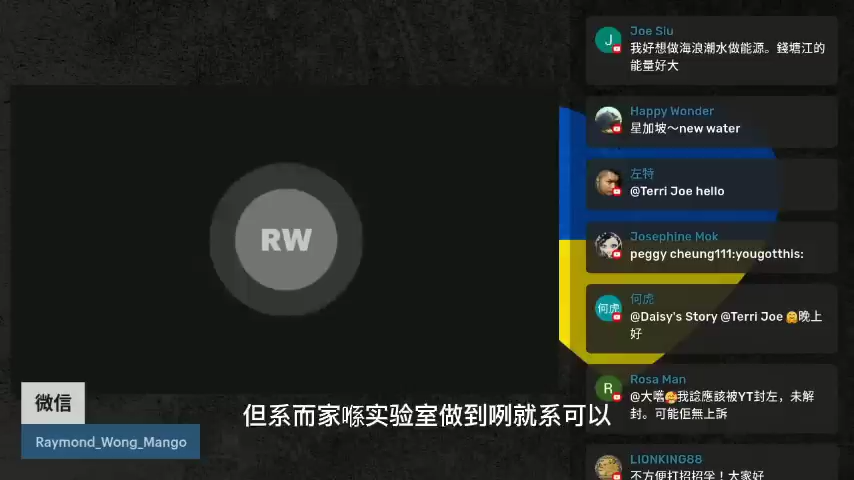 RW
微信
Raymond_Wong_Mango
但系而家喺实验室做到咧就系可以
Joe Siu
我好想做海浪潮水做能源。錢塘江的
能量好大
Happy Wonder
星加坡～new water
左特
@Terri Joe hello
Josephine Mok
peggy cheung111:yougotthis:
何虎
何虎
@Daisy's Story @Terri Joe 🤗晚上
好
R
Rosa Man
@大嘥🥰我諗應該被YT封左，未解
封。可能佢無上訴
LIONKING88
不方便打招招孚！大家好
J